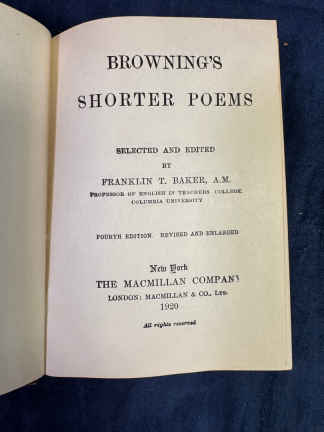 BROWNING'S
SHORTER POEMS
SELECTED AND EDITED
BY
FRANKLIN T. BAKER, A.M.
PROFESSOR OF ENGLISH IN TEACHERS COLLEGE
COLUMBIA UNIVERSITY
FOURTH EDITION. REVISED AND ENLARGED
New York
THE MACMILLAN COMPANY
LONDON: MACMILLAN & CO., LTD.
1920
All rights reserved